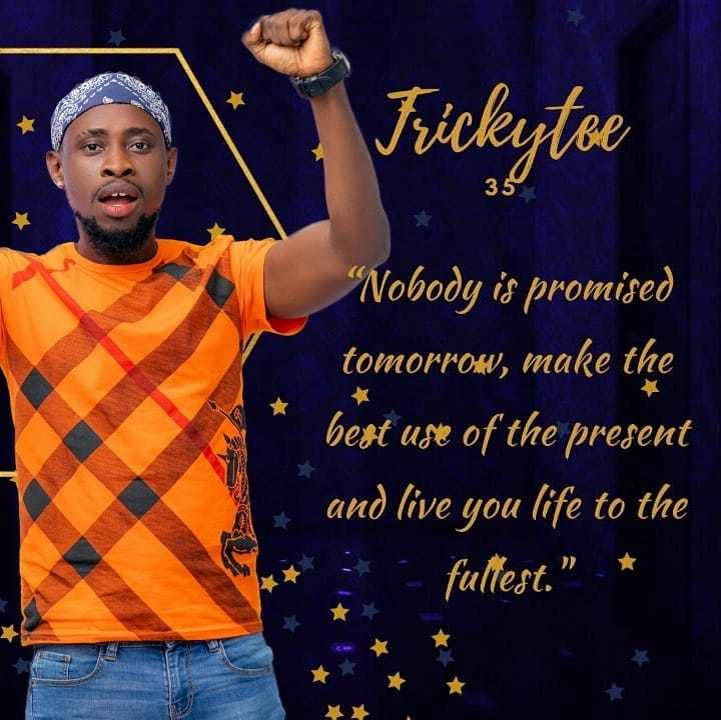 Trickytee
35
“Nobody is promised
tomorrow, make the
best use of the present
and live you life to the
fullest.”